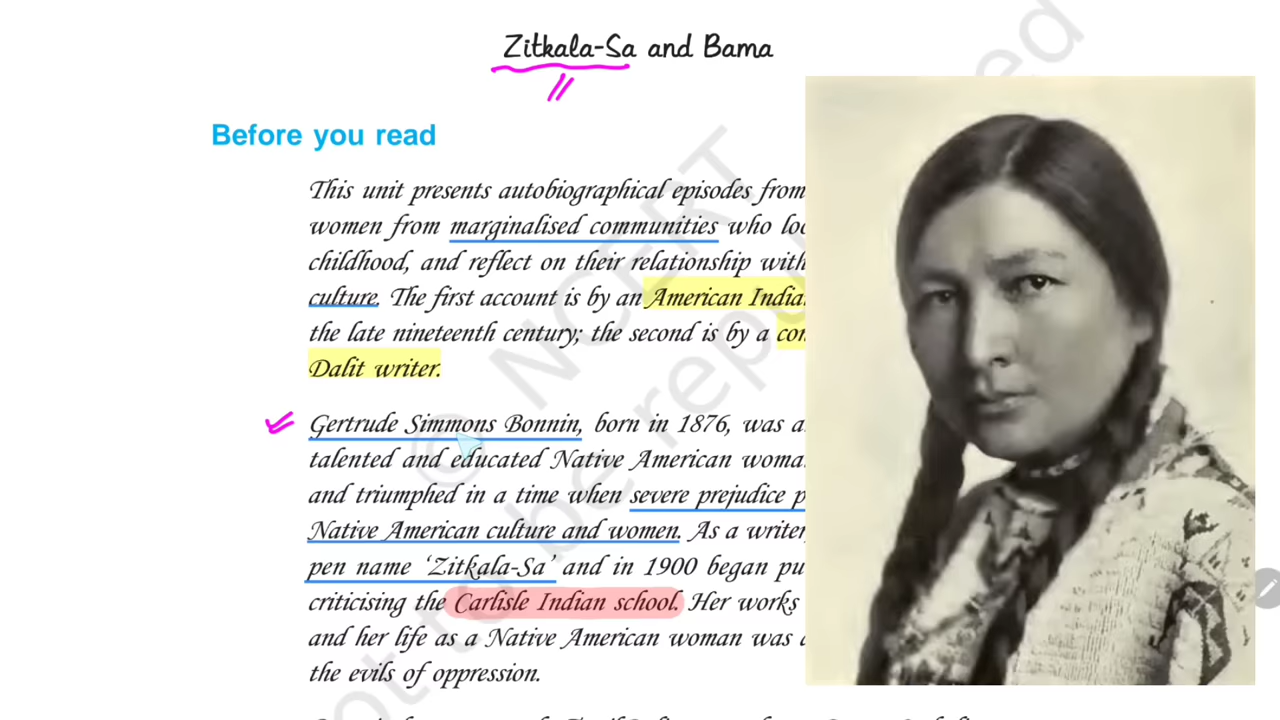 Zitkala-Sa and Bama
Before you read
This unit presents autobiographical episodes from
women from marginalised communities who
childhood, and reflect on their relationship with
culture. The first account is by an American
the late nineteenth century; the second is by a
Dalit writer.
Gertrude Simmons Bonnin, born in 1876, was
talented and educated Native American
and triumphed in a time when severe prejudice
Native American culture and women. As a writer,
pen name ‘Zitkala-Sa’ and in 1900 began
criticising the Carlisle Indian school. Her works
and her life as a Native American woman was
the evils of oppression.
© NCERT
not to be